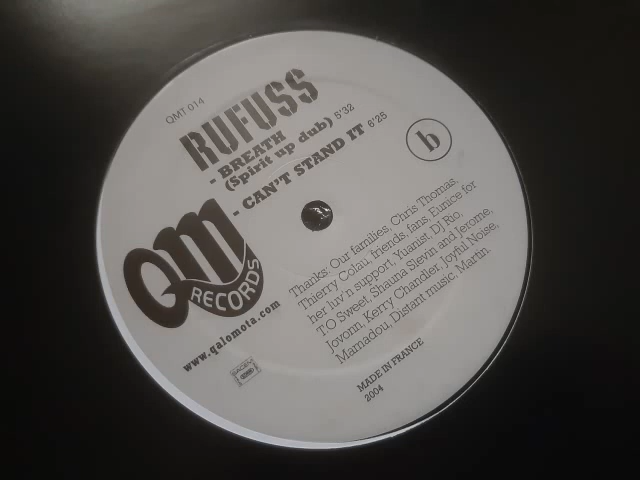 QMT 014
RUFUSS
- BREATH
(Spirit up dub) 5'32
- CAN'T STAND IT 6'25
b
QM
RECORDS
www.qalomota.com
Thanks: Our families, Chris Thomas,
Thierry Colau, friends, fans, Eunice for
her luv'n support, Yuanist, DJ Rio,
T.O Sweet, Shauna Slevin and Jerome,
Jovonn, Kerry Chandler, Joyful Noise,
Mamadou, Distant music, Martin.
SACEM
MADE IN FRANCE
2004